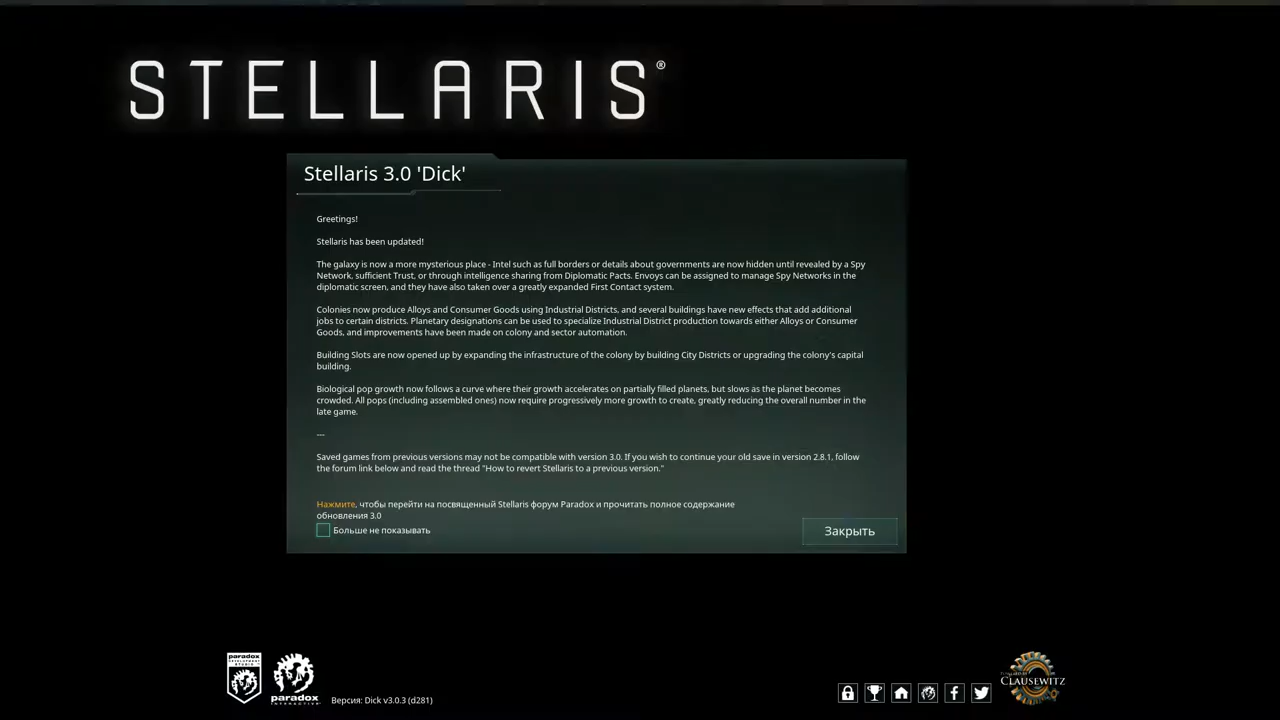 STELLARIS®
Stellaris 3.0 'Dick'
Greetings!
Stellaris has been updated!
The galaxy is now a more mysterious place - Intel such as full borders or details about governments are now hidden until revealed by a Spy
Network, sufficient Trust, or through intelligence sharing from Diplomatic Pacts. Envoys can be assigned to manage Spy Networks in the
diplomatic screen, and they have also taken over a greatly expanded First Contact system.
Colonies now produce Alloys and Consumer Goods using Industrial Districts, and several buildings have new effects that add additional
jobs to certain districts. Planetary designations can be used to specialize Industrial District production towards either Alloys or Consumer
Goods, and improvements have been made on colony and sector automation.
Building Slots are now opened up by expanding the infrastructure of the colony by building City Districts or upgrading the colony's capital
building.
Biological pop growth now follows a curve where their growth accelerates on partially filled planets, but slows as the planet becomes
crowded. All pops (including assembled ones) now require progressively more growth to create, greatly reducing the overall number in the
late game.
---
Saved games from previous versions may not be compatible with version 3.0. If you wish to continue your old save in version 2.8.1, follow
the forum link below and read the thread "How to revert Stellaris to a previous version."
Нажмите, чтобы перейти на посвященный Stellaris форум Paradox и прочитать полное содержание
обновления 3.0
Больше не показывать
Закрыть
paradox
DEVELOPMENT
STUDIO
paradox
INTERACTIVE
Версия: Dick v3.0.3 (d281)
CLAUSEWITZ